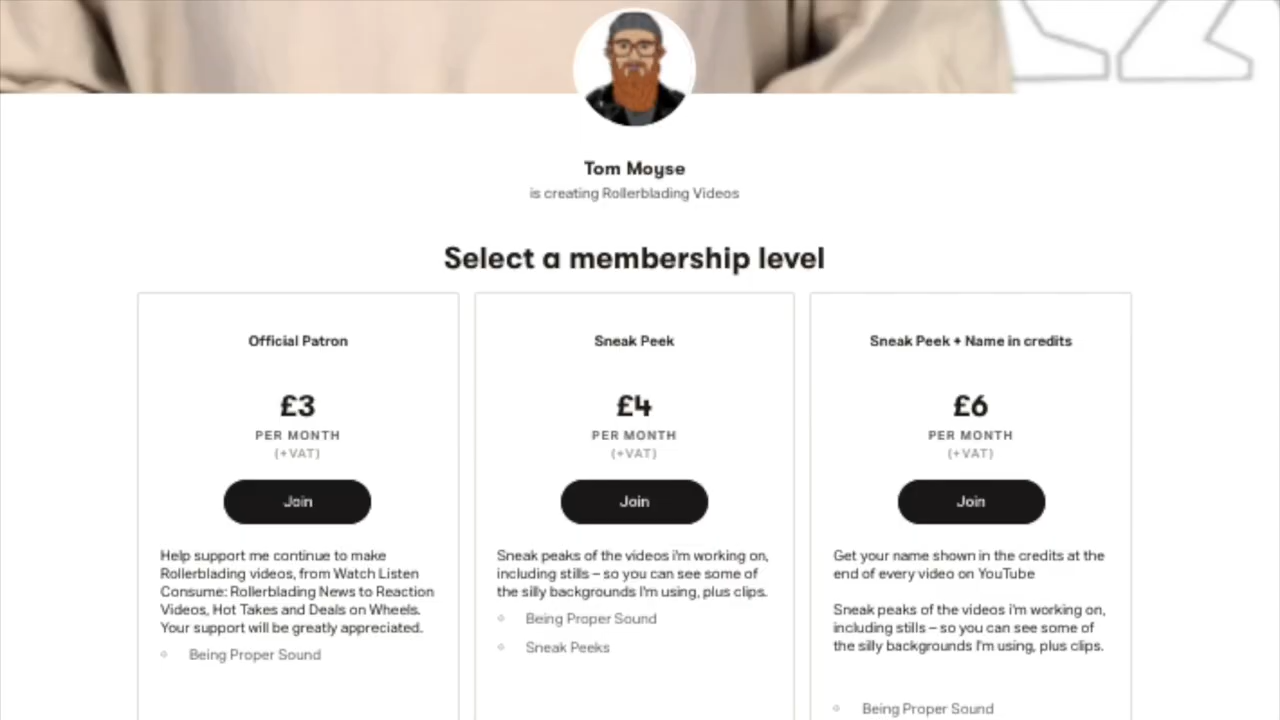 Tom Moyse
is creating Rollerblading Videos
Select a membership level
Official Patron
£3
PER MONTH
(+VAT)
Join
Help support me continue to make
Rollerblading videos, from Watch Listen
Consume: Rollerblading News to Reaction
Videos, Hot Takes and Deals on Wheels.
Your support will be greatly appreciated.
Being Proper Sound
Sneak Peek
£4
PER MONTH
(+VAT)
Join
Sneak peaks of the videos i'm working on,
including stills – so you can see some of
the silly backgrounds I'm using, plus clips.
Being Proper Sound
Sneak Peeks
Sneak Peek + Name in credits
£6
PER MONTH
(+VAT)
Join
Get your name shown in the credits at the
end of every video on YouTube
Sneak peaks of the videos i'm working on,
including stills – so you can see some of
the silly backgrounds I'm using, plus clips.
Being Proper Sound